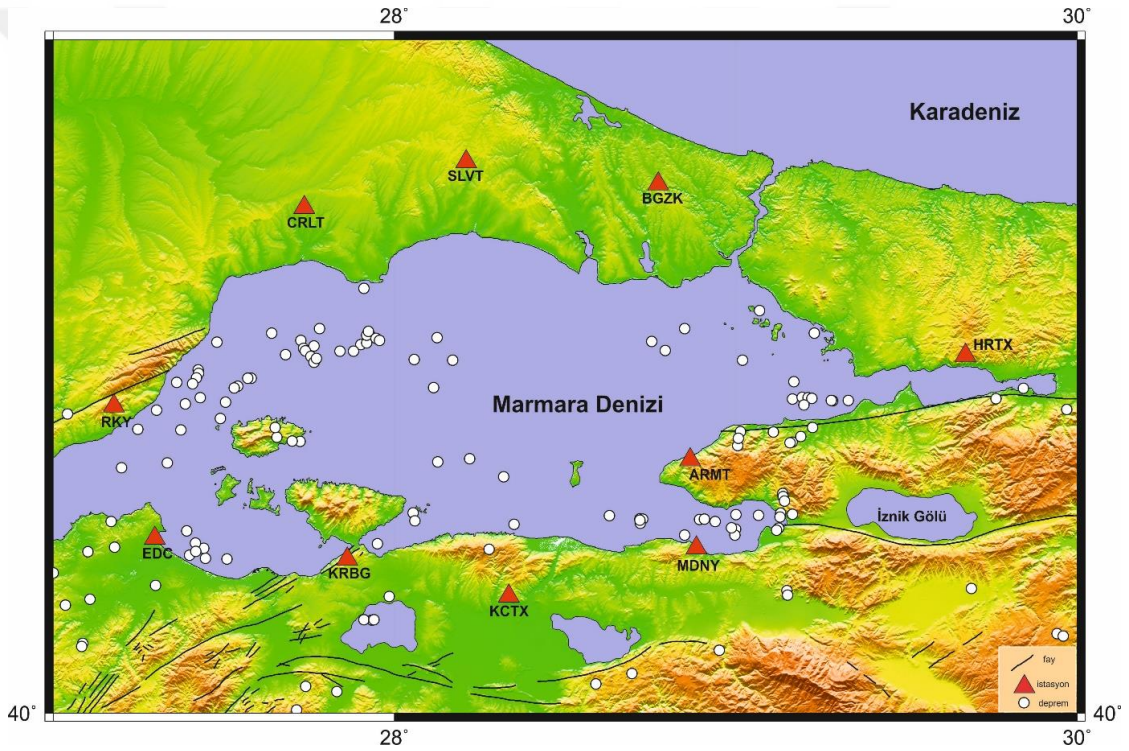 28°
30°
Karadeniz
SLVT
BGZK
CRLT
HRTX
Marmara Denizi
RKY
ARMT
İznik Gölü
EDC
KRBG
MDNY
KCTX
fay
istasyon
deprem
40°
40°
28°
30°